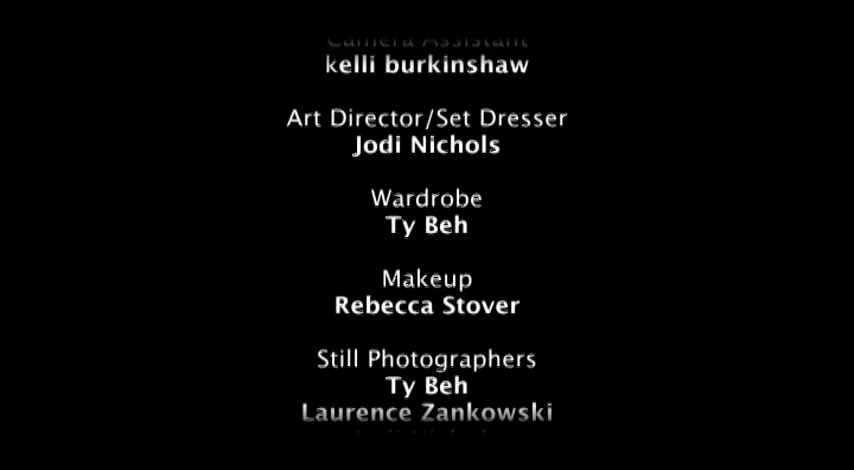 Camera Assistant
kelli burkinshaw
Art Director/Set Dresser
Jodi Nichols
Wardrobe
Ty Beh
Makeup
Rebecca Stover
Still Photographers
Ty Beh
Laurence Zankowski